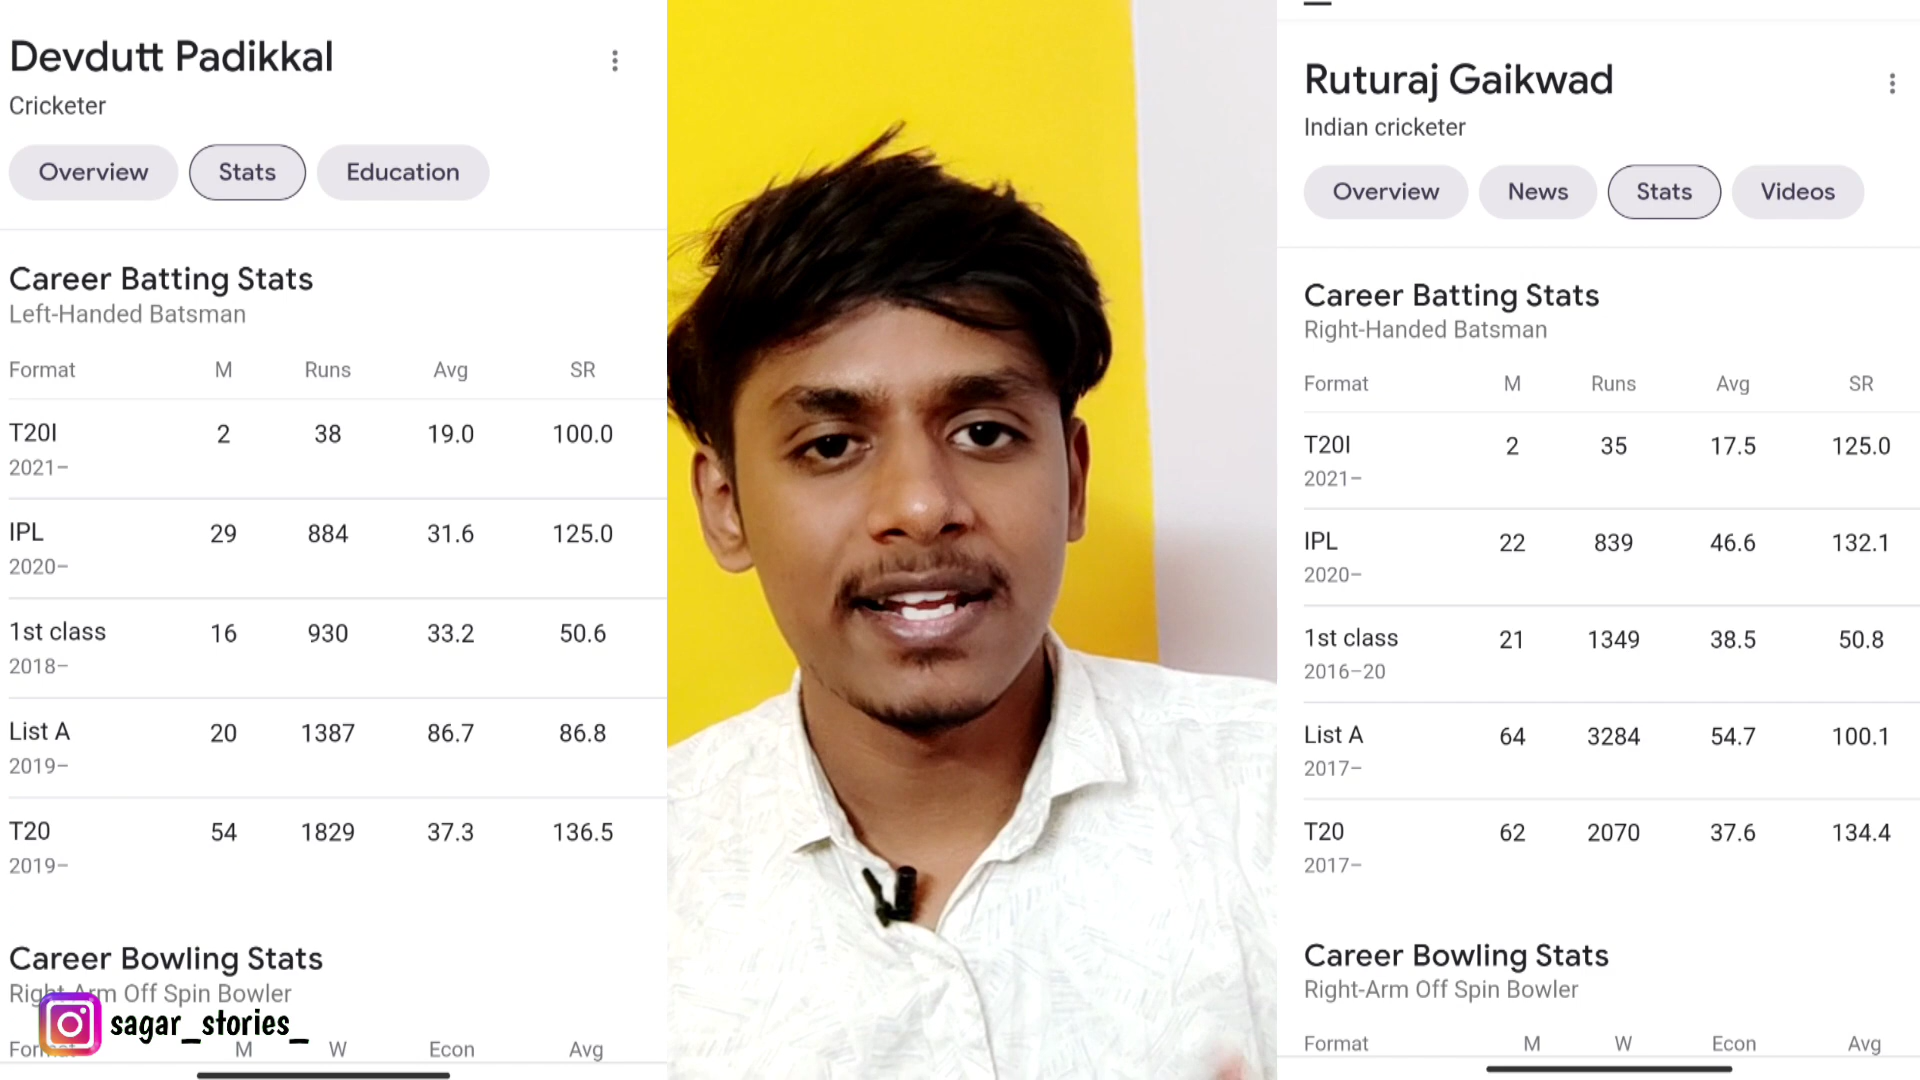 Devdutt Padikkal
Cricketer
Overview Stats Education
Career Batting Stats
Left-Handed Batsman
Format M Runs Avg SR
T20I 2 38 19.0 100.0
2021–
IPL 29 884 31.6 125.0
2020–
1st class 16 930 33.2 50.6
2018–
List A 20 1387 86.7 86.8
2019–
T20 54 1829 37.3 136.5
2019–
Career Bowling Stats
Right-Arm Off Spin Bowler
sagar_stories_
Format M W Econ Avg
Ruturaj Gaikwad
Indian cricketer
Overview News Stats Videos
Career Batting Stats
Right-Handed Batsman
Format M Runs Avg SR
T20I 2 35 17.5 125.0
2021–
IPL 22 839 46.6 132.1
2020–
1st class 21 1349 38.5 50.8
2016–20
List A 64 3284 54.7 100.1
2017–
T20 62 2070 37.6 134.4
2017–
Career Bowling Stats
Right-Arm Off Spin Bowler
Format M W Econ Avg